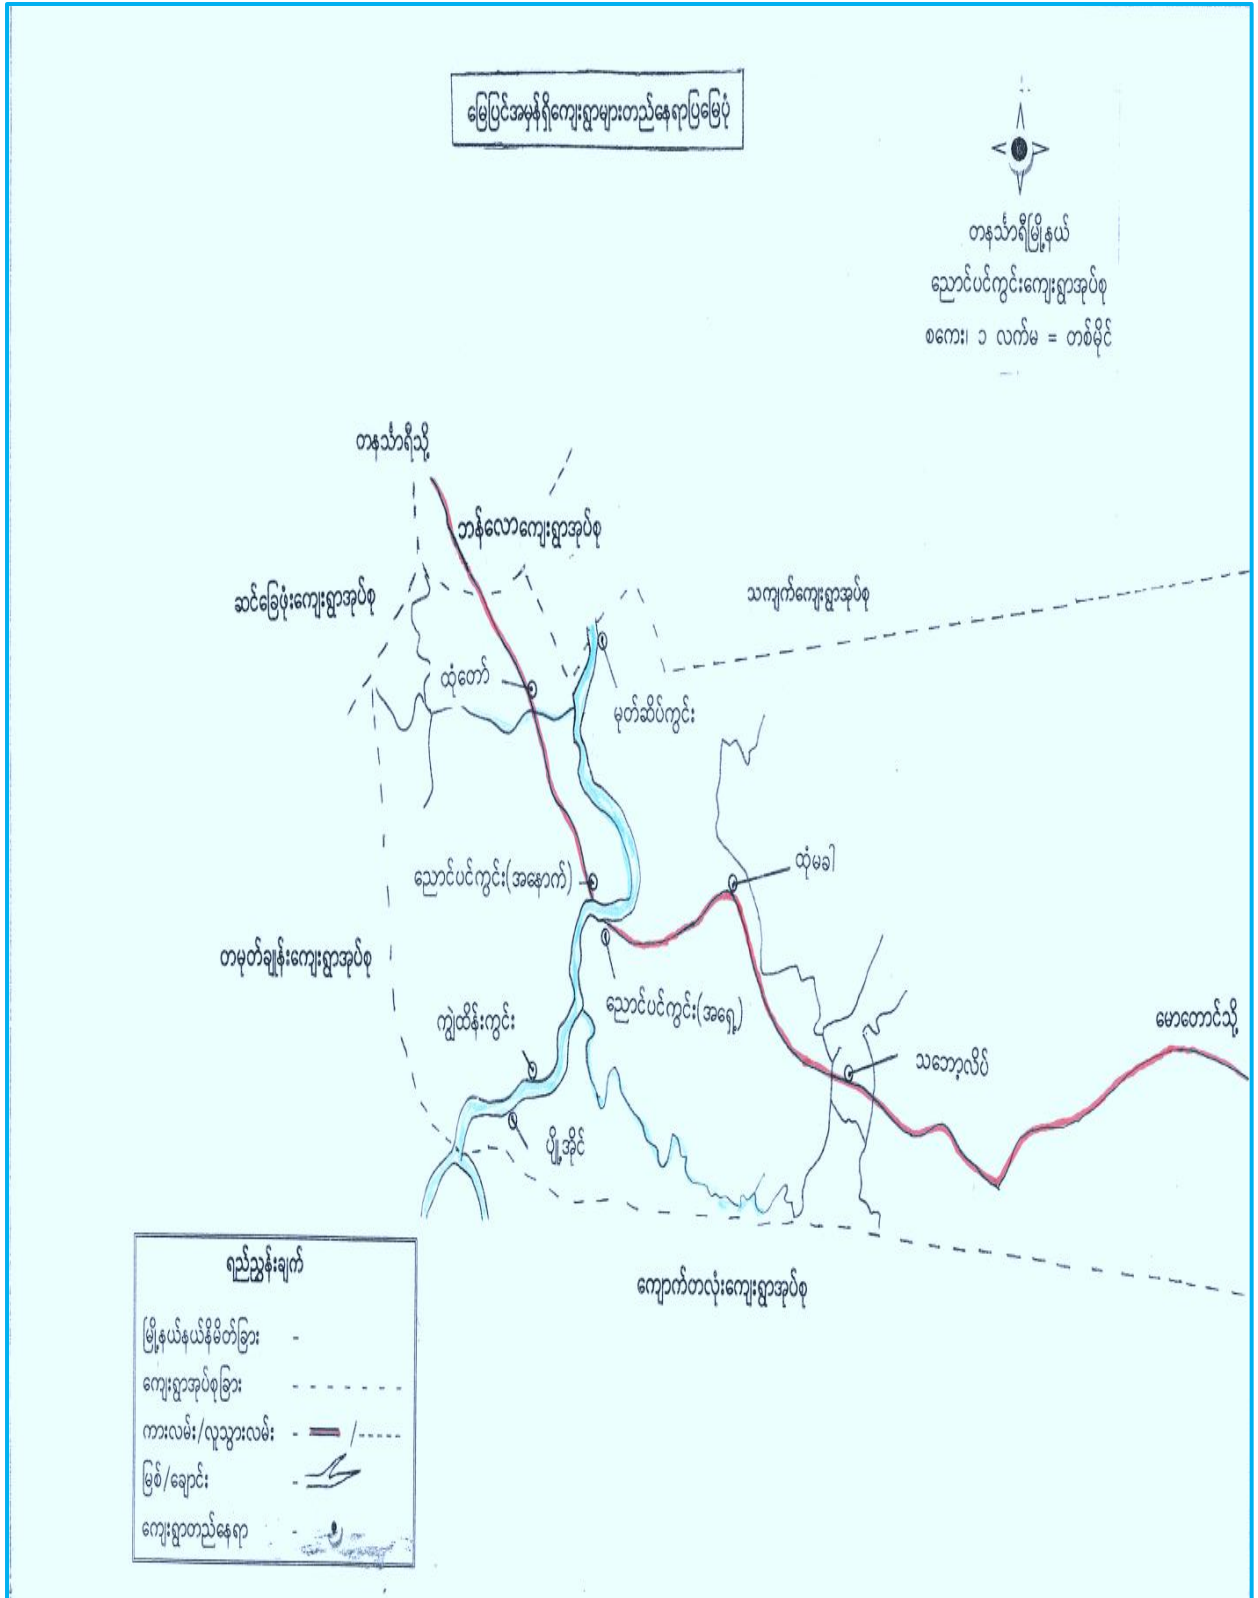 မြေပြင်အမှန်ရှိကျေးရွာများတည်နေရာပြမြေပုံ
တနင်္သာရီမြို့နယ်
ညောင်ပင်ကွင်းကျေးရွာအုပ်စု
စကေး၊ ၁ လက်မ = တစ်မိုင်
တနင်္သာရီသို့
ဘန်လောကျေးရွာအုပ်စု
ဆင်ခြေဖုံးကျေးရွာအုပ်စု
သကျက်ကျေးရွာအုပ်စု
ထုံတော်
မုတ်ဆိပ်ကွင်း
ညောင်ပင်ကွင်း(အနောက်)
ထုံမခါ
တမုတ်ချုန်းကျေးရွာအုပ်စု
ညောင်ပင်ကွင်း(အရှေ့)
ကျွဲထိန်းကွင်း
မောတောင်သို့
သဘော့လိပ်
ပျို့အိုင်
ကျောက်တလုံးကျေးရွာအုပ်စု
ရည်ညွှန်းချက်
မြို့နယ်နယ်နိမိတ်ခြား -
ကျေးရွာအုပ်စုခြား
ကားလမ်း/လူသွားလမ်း - /
မြစ်/ချောင်း -
ကျေးရွာတည်နေရာ -